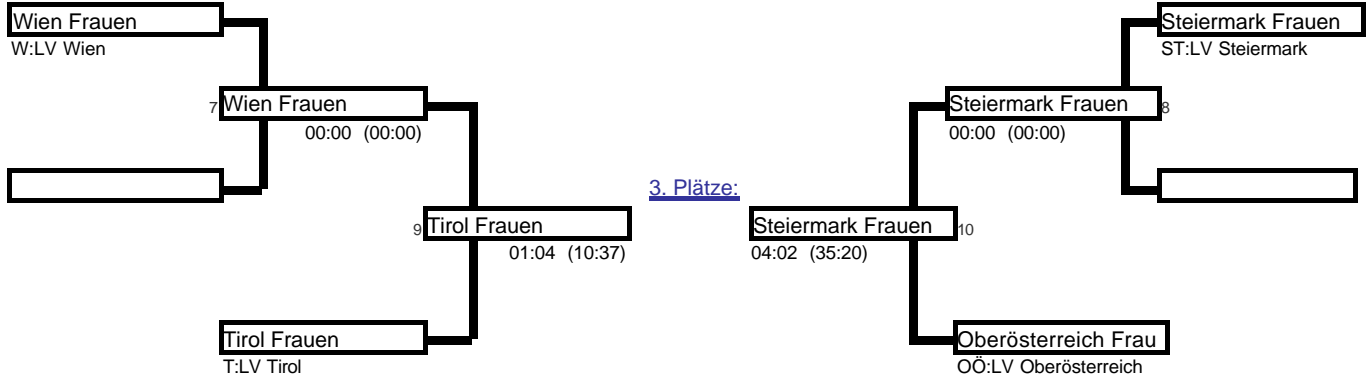 Wien Frauen
W:LV Wien
Steiermark Frauen
ST:LV Steiermark
7 Wien Frauen
00:00 (00:00)
Steiermark Frauen 8
00:00 (00:00)
3. Plätze:
9 Tirol Frauen
01:04 (10:37)
Steiermark Frauen 10
04:02 (35:20)
Tirol Frauen
T:LV Tirol
Oberösterreich Frau
OÖ:LV Oberösterreich